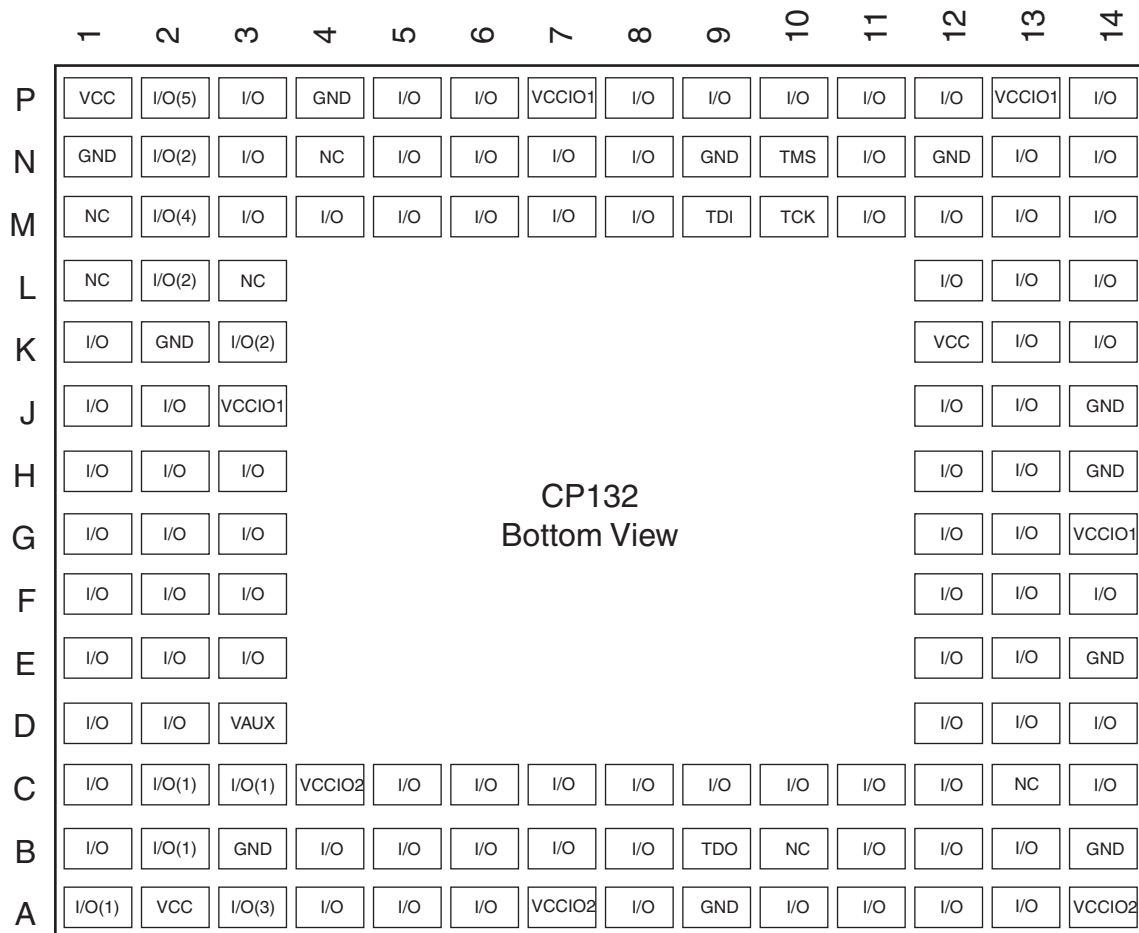 1 2 3 4 5 6 7 8 9 10 11 12 13 14
P VCC I/O(5) I/O GND I/O I/O VCCIO1 I/O I/O I/O I/O I/O VCCIO1 I/O
N GND I/O(2) I/O NC I/O I/O I/O I/O GND TMS I/O GND I/O I/O
M NC I/O(4) I/O I/O I/O I/O I/O I/O TDI TCK I/O I/O I/O I/O
L NC I/O(2) NC I/O I/O I/O
K I/O GND I/O(2) VCC I/O I/O
J I/O I/O VCCIO1 I/O I/O GND
H I/O I/O I/O I/O I/O GND
CP132
Bottom View
G I/O I/O I/O I/O I/O VCCIO1
F I/O I/O I/O I/O I/O I/O
E I/O I/O I/O I/O I/O GND
D I/O I/O VAUX I/O I/O I/O
C I/O I/O(1) I/O(1) VCCIO2 I/O I/O I/O I/O I/O I/O I/O I/O NC I/O
B I/O I/O(1) GND I/O I/O I/O I/O I/O TDO NC I/O I/O I/O GND
A I/O(1) VCC I/O(3) I/O I/O I/O VCCIO2 I/O GND I/O I/O I/O I/O VCCIO2